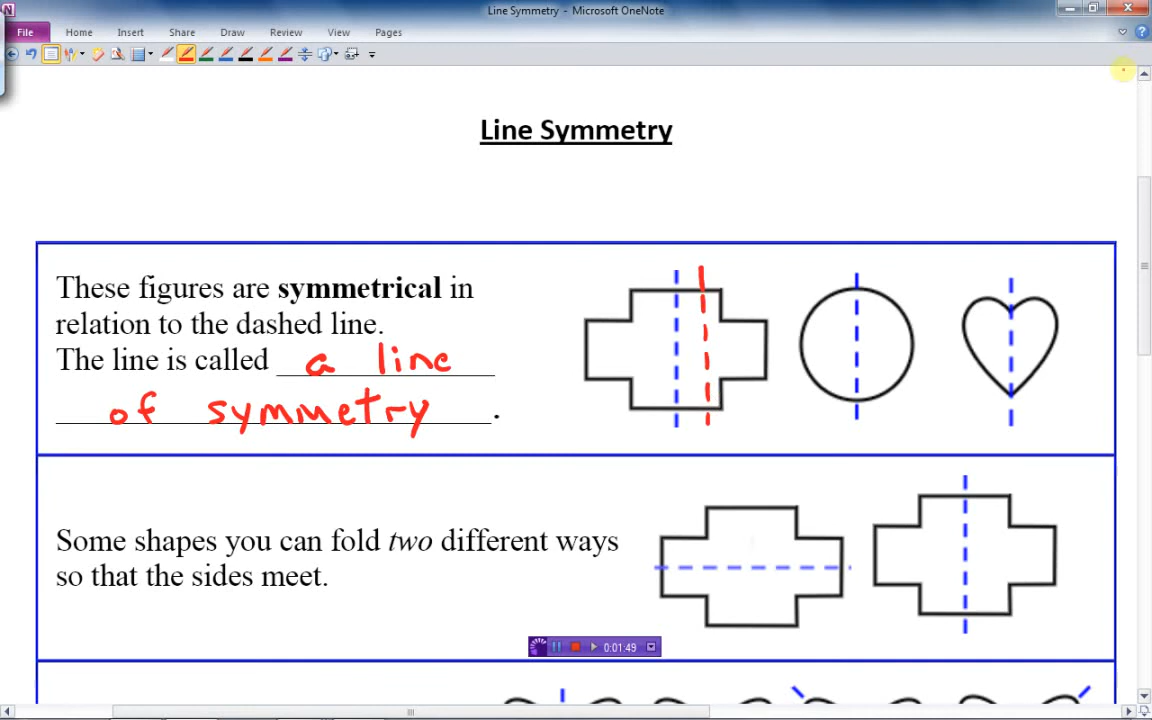 Line Symmetry - Microsoft OneNote
File Home Insert Share Draw Review View Pages
Line Symmetry
These figures are symmetrical in
relation to the dashed line.
The line is called a line
of symmetry.
Some shapes you can fold two different ways
so that the sides meet.
0:01:49